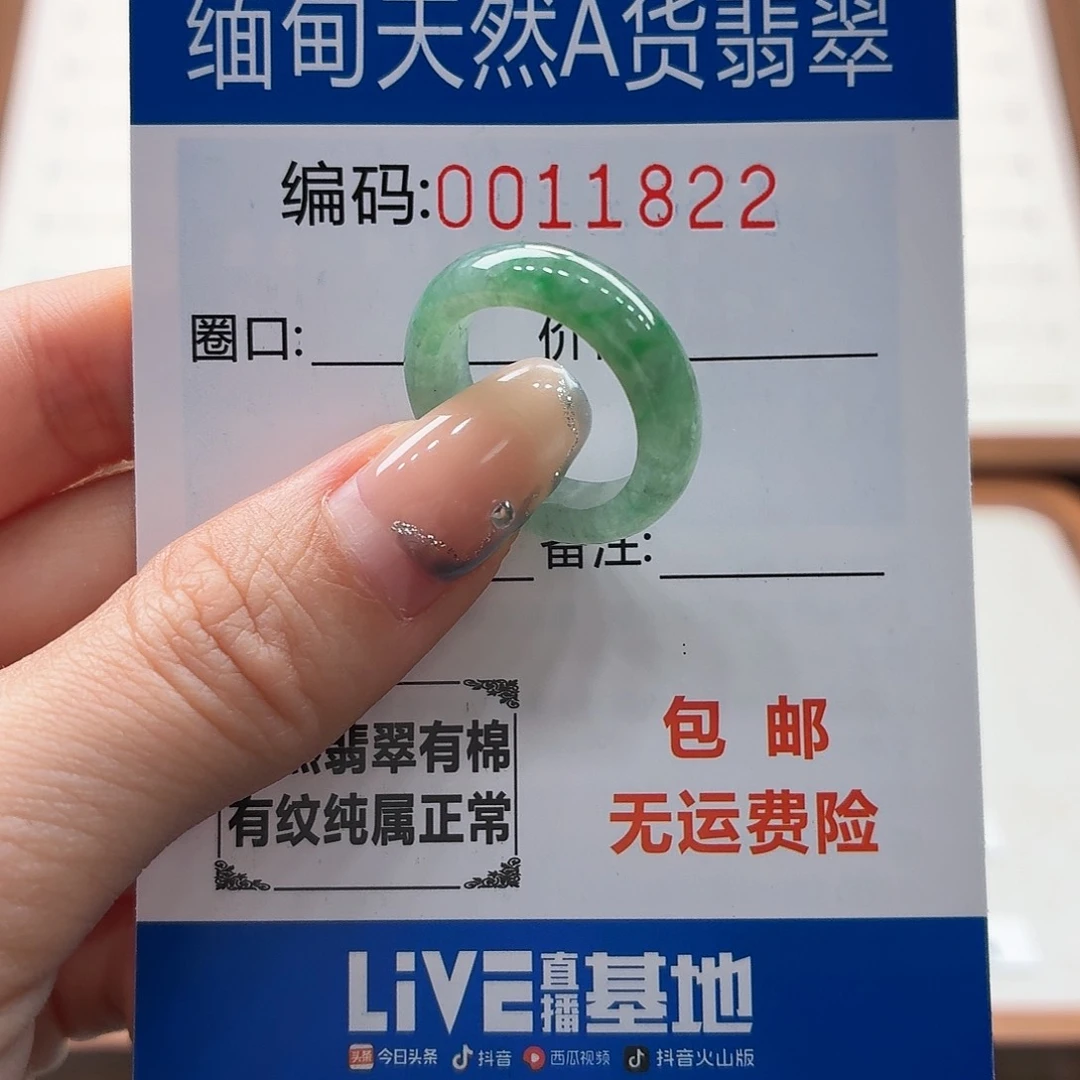 缅甸天然A货翡翠
编码:0011822
圈口:
备注:
翡翠有棉
有纹纯属正常
包 邮
无运费险
LiVE直播基地
今日头条 抖音 西瓜视频 抖音火山版